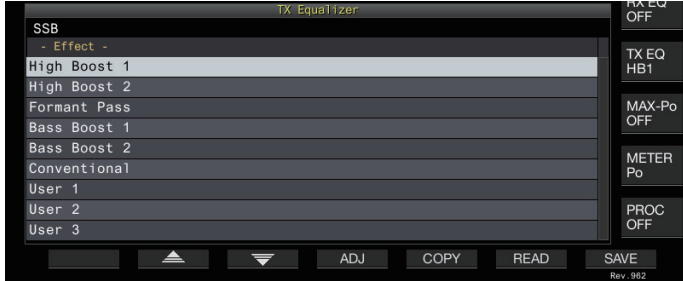 TX Equalizer
SSB
- Effect -
High Boost 1
High Boost 2
Formant Pass
Bass Boost 1
Bass Boost 2
Conventional
User 1
User 2
User 3
RX EQ
OFF
TX EQ
HB1
MAX-Po
OFF
METER
Po
PROC
OFF
ADJ
COPY
READ
SAVE
Rev.962